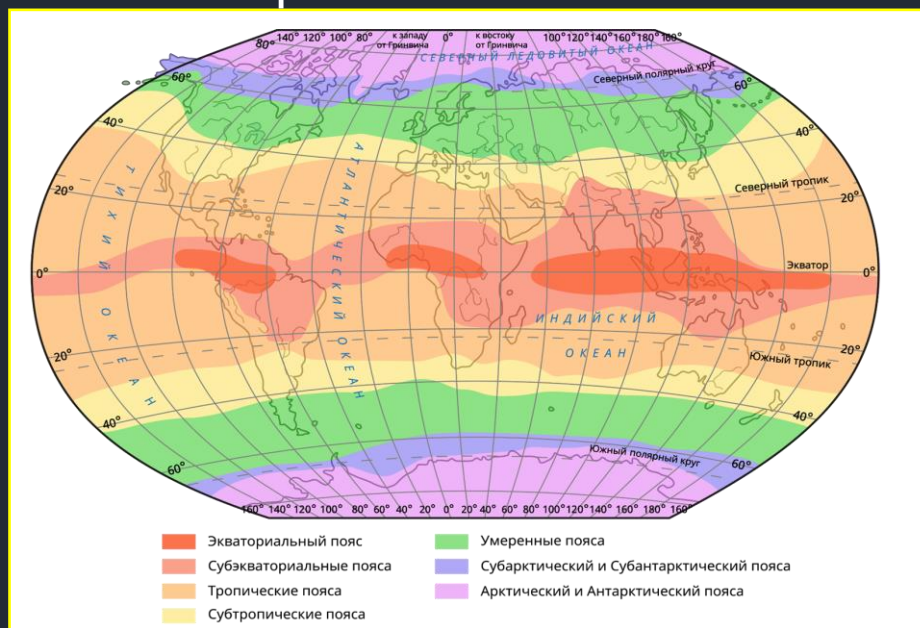 140° 120° 100° 80° к западу 0° к востоку 100° 120° 140° 160° 180° 160°
от Гринвича от Гринвича
80°
СЕВЕРНЫЙ ЛЕДОВИТЫЙ ОКЕАН
Северный полярный круг
60° 60°
40° 40°
Северный тропик
20° 20°
ТИХИЙ ОКЕАН
АТЛАНТИЧЕСКИЙ ОКЕАН
Экватор
0° 0°
ИНДИЙСКИЙ
ОКЕАН
20° 20°
Южный тропик
40° 40°
Южный полярный круг
60° 60°
160° 140° 120° 100° 80° 60° 40° 20° 0° 20° 40° 60° 80° 100° 120° 140° 160° 180° 160°
Экваториальный пояс
Субэкваториальные пояса
Тропические пояса
Субтропические пояса
Умеренные пояса
Субарктический и Субантарктический пояса
Арктический и Антарктический пояса